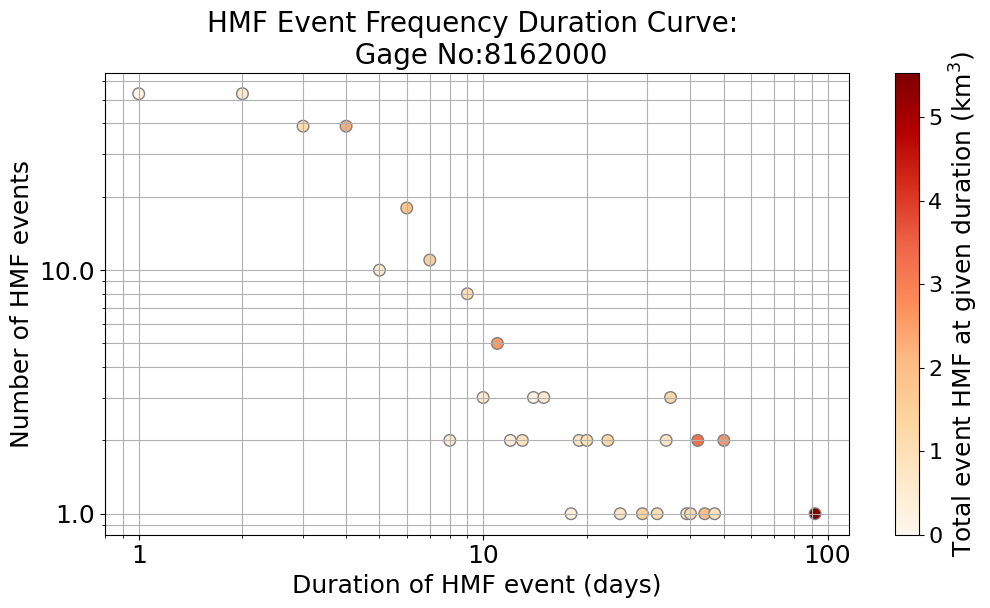 HMF Event Frequency Duration Curve:
Gage No:8162000
Number of HMF events
10.0
1.0
1
10
100
Duration of HMF event (days)
5
4
3
2
1
0
Total event HMF at given duration (km³)